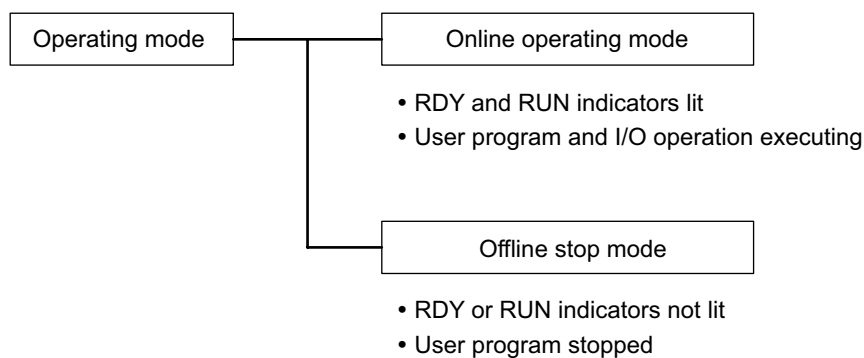 Operating mode
Online operating mode
• RDY and RUN indicators lit
• User program and I/O operation executing
Offline stop mode
• RDY or RUN indicators not lit
• User program stopped